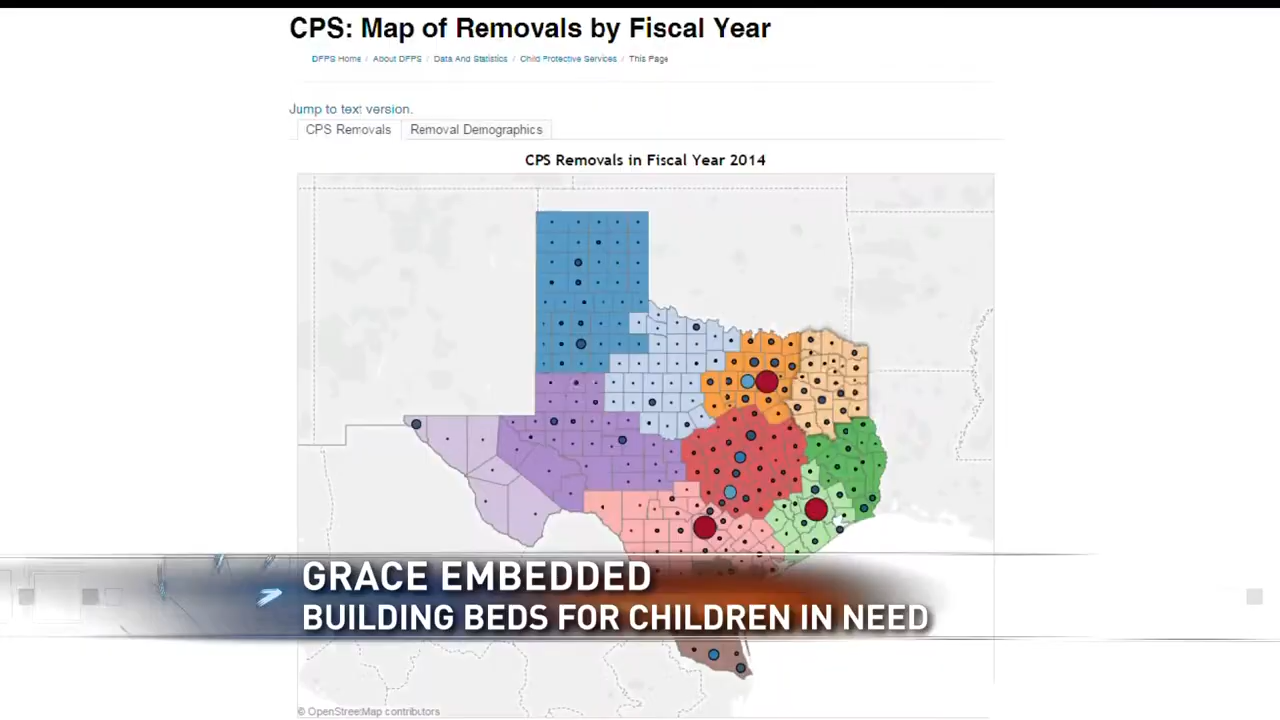 CPS: Map of Removals by Fiscal Year
DFPS Home / About DFPS / Data And Statistics / Child Protective Services / This Page
Jump to text version.
CPS Removals Removal Demographics
CPS Removals in Fiscal Year 2014
GRACE EMBEDDED
BUILDING BEDS FOR CHILDREN IN NEED
© OpenStreetMap contributors